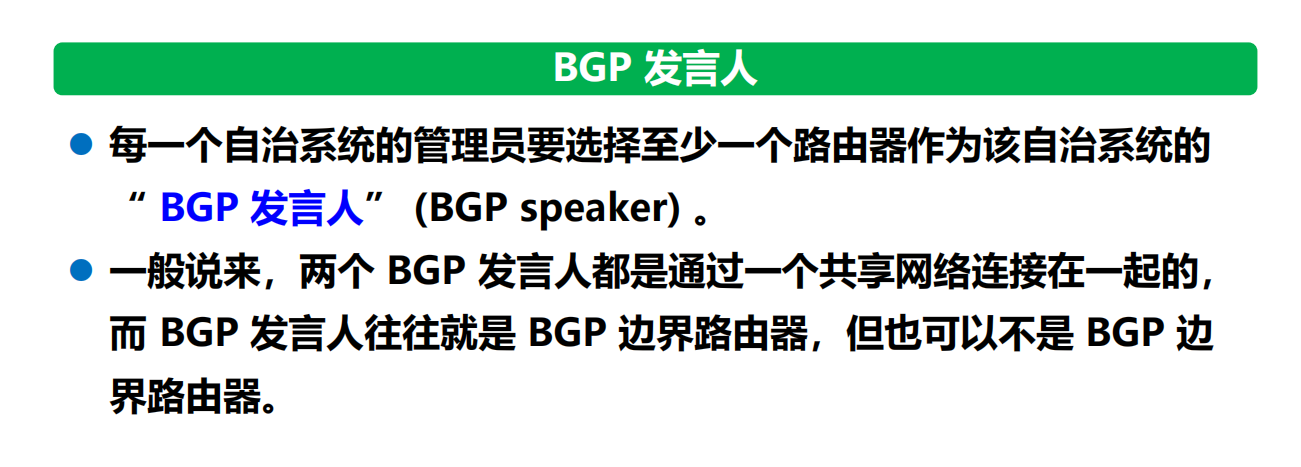 BGP 发言人
每一个自治系统的管理员要选择至少一个路由器作为该自治系统的
“ BGP 发言人” (BGP speaker) 。
一般说来，两个 BGP 发言人都是通过一个共享网络连接在一起的，
而 BGP 发言人往往就是 BGP 边界路由器，但也可以不是 BGP 边
界路由器。